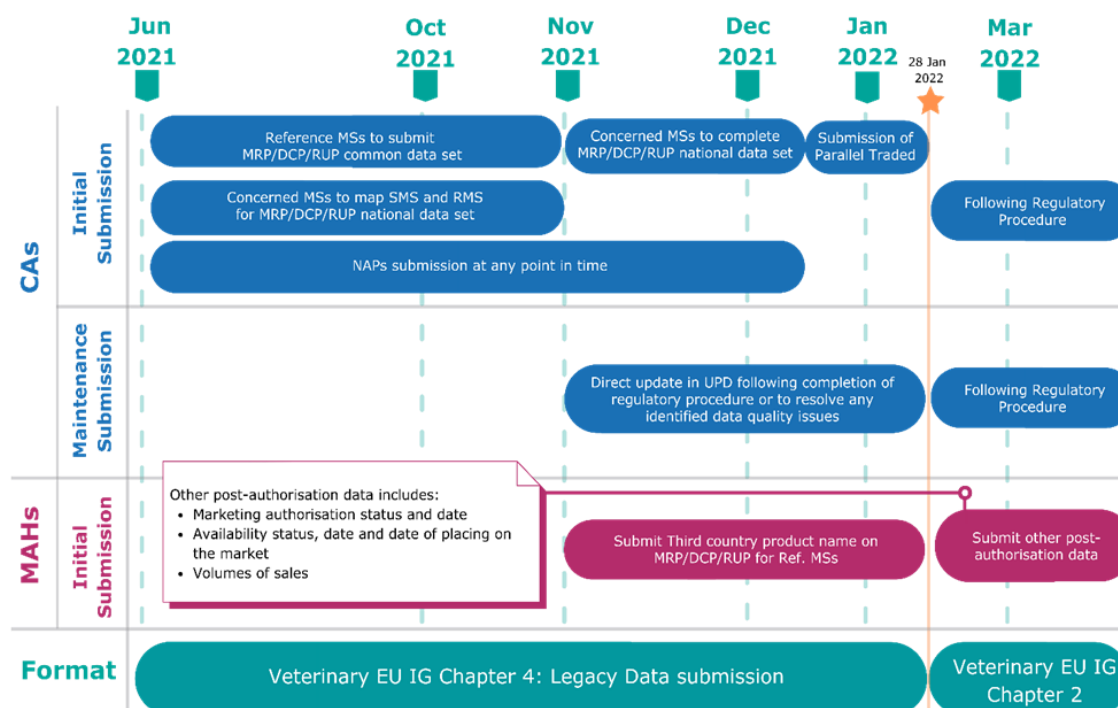 Jun
2021
Oct
2021
Nov
2021
Dec
2021
Jan
2022
28 Jan
2022
Mar
2022
CAs
Initial
Submission
Reference MSs to submit
MRP/DCP/RUP common data set
Concerned MSs to complete
MRP/DCP/RUP national data set
Submission of
Parallel Traded
Concerned MSs to map SMS and RMS
for MRP/DCP/RUP national data set
Following Regulatory
Procedure
NAPs submission at any point in time
Maintenance
Submission
Direct update in UPD following completion of
regulatory procedure or to resolve any
identified data quality issues
Following Regulatory
Procedure
MAHs
Initial
Submission
Other post-authorisation data includes:
• Marketing authorisation status and date
• Availability status, date and date of placing on
the market
• Volumes of sales
Submit Third country product name on
MRP/DCP/RUP for Ref. MSs
Submit other post-
authorisation data
Format
Veterinary EU IG Chapter 4: Legacy Data submission
Veterinary EU IG
Chapter 2